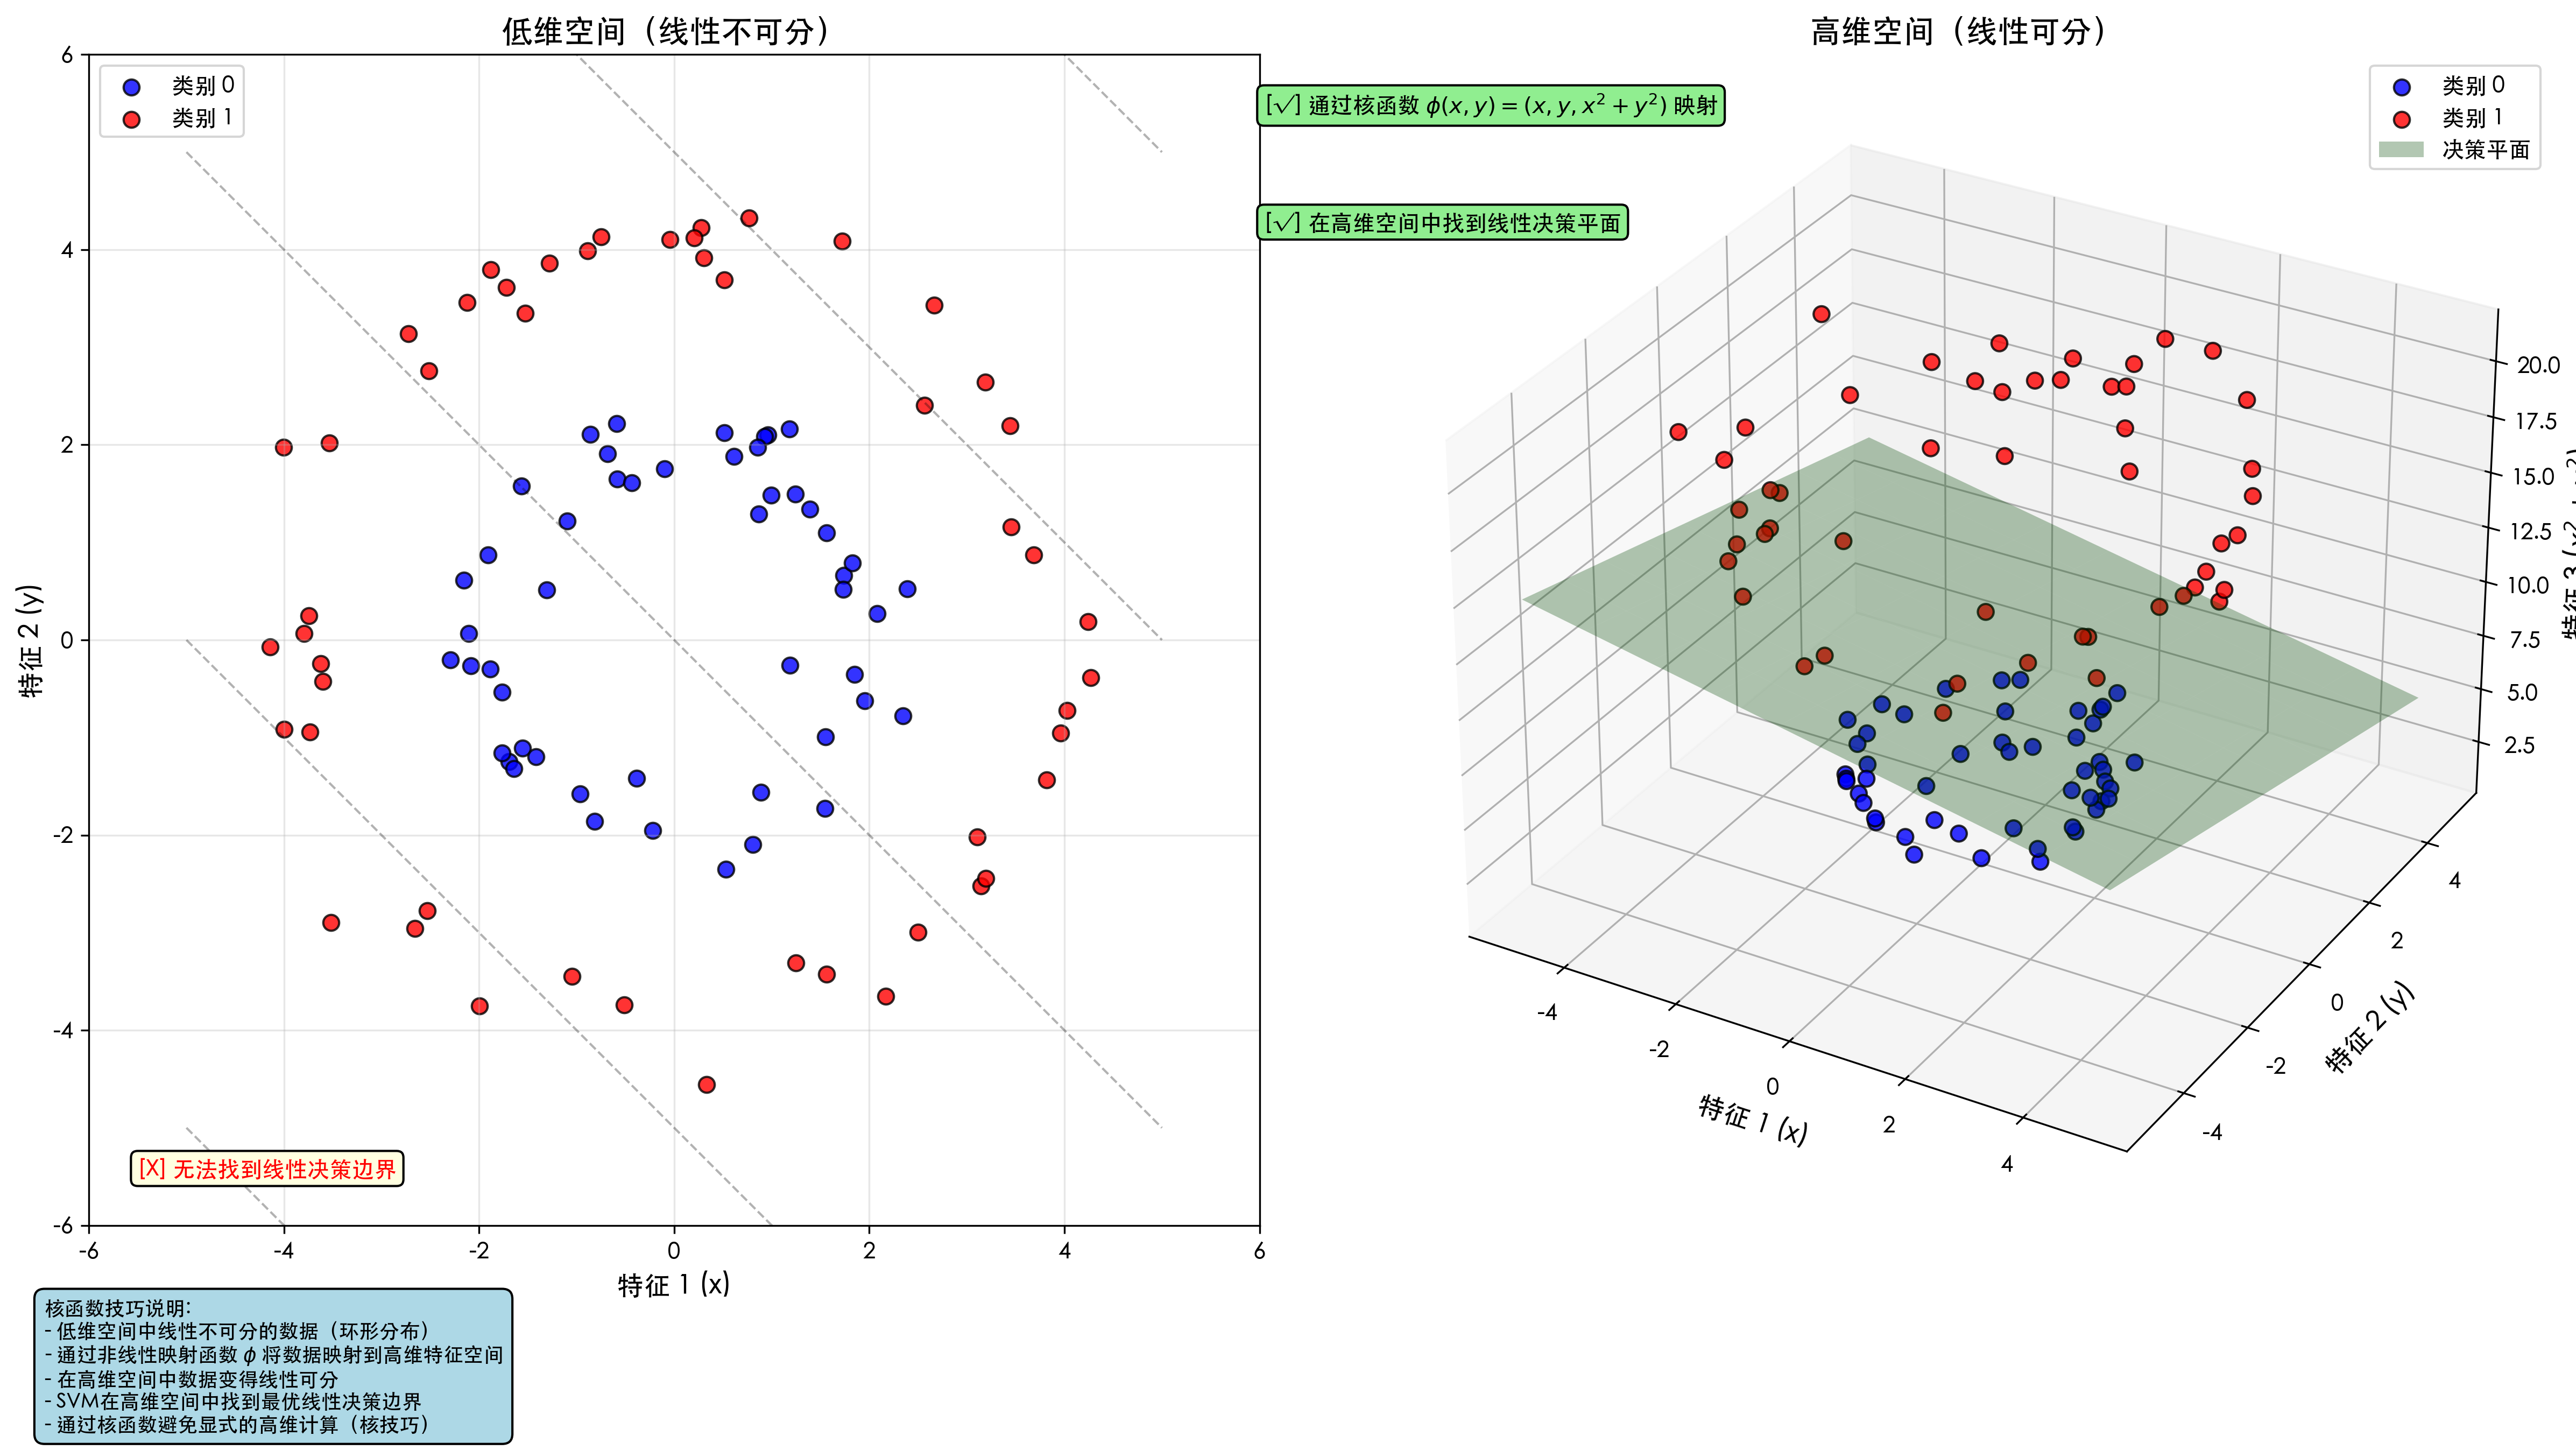 低维空间（线性不可分）
类别 0
类别 1
6
4
2
0
-2
-4
-6
-6
-4
-2
0
2
4
6
特征 2 (y)
特征 1 (x)
[X] 无法找到线性决策边界
核函数技巧说明:
- 低维空间中线性不可分的数据（环形分布）
- 通过非线性映射函数 ϕ 将数据映射到高维特征空间
- 在高维空间中数据变得线性可分
- SVM在高维空间中找到最优线性决策边界
- 通过核函数避免显式的高维计算（核技巧）
高维空间（线性可分）
[✓] 通过核函数 ϕ(x, y) = (x, y, x² + y²) 映射
[✓] 在高维空间中找到线性决策平面
类别 0
类别 1
决策平面
20.0
17.5
15.0
12.5
10.0
7.5
5.0
2.5
4
2
0
-2
-4
特征 2 (y)
-4
-2
0
2
4
特征 1 (x)